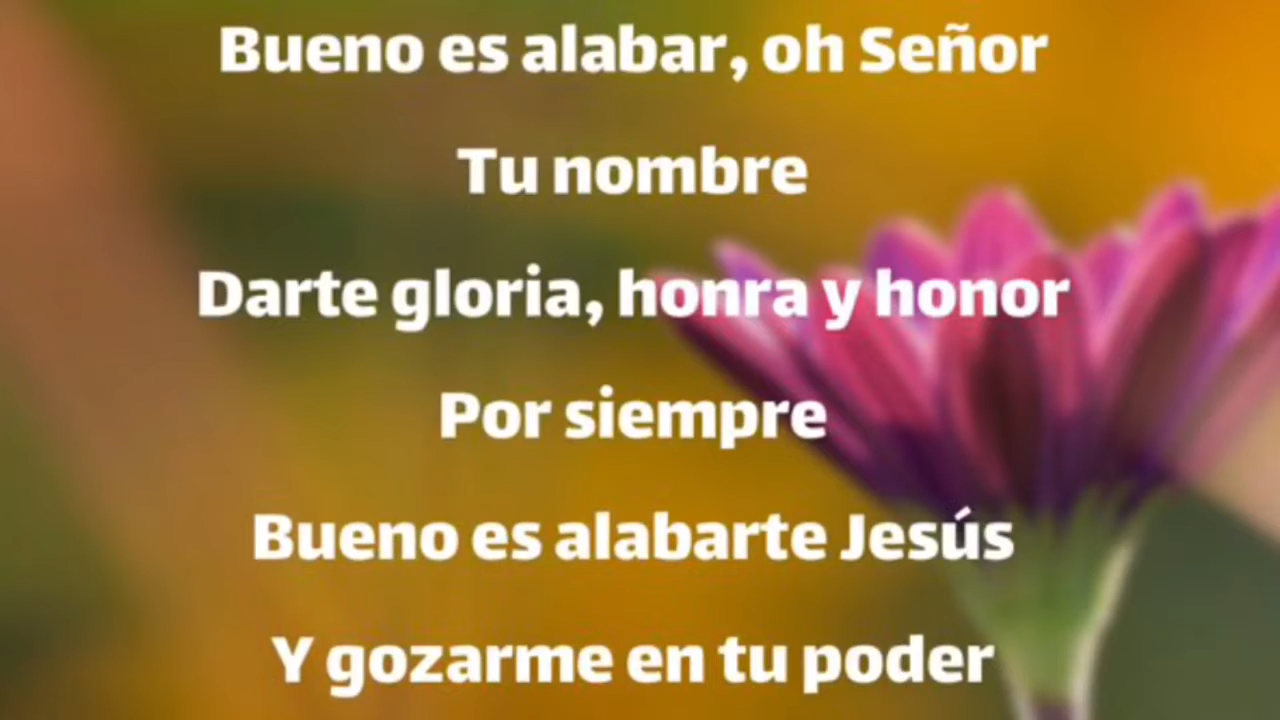 Bueno es alabar, oh Señor
Tu nombre
Darte gloria, honra y honor
Por siempre
Bueno es alabarte Jesús
Y gozarme en tu poder